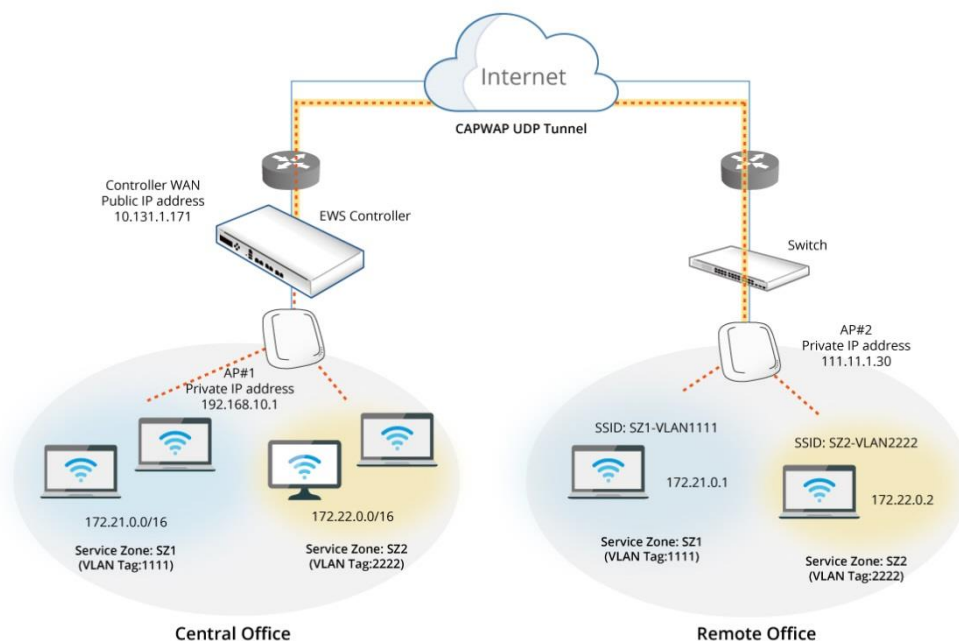 Internet
CAPWAP UDP Tunnel
Controller WAN
Public IP address
10.131.1.171
EWS Controller
Switch
AP#1
Private IP address
192.168.10.1
AP#2
Private IP address
111.11.1.30
172.21.0.0/16
Service Zone: SZ1
(VLAN Tag:1111)
172.22.0.0/16
Service Zone: SZ2
(VLAN Tag:2222)
SSID: SZ1-VLAN1111
172.21.0.1
Service Zone: SZ1
(VLAN Tag:1111)
SSID: SZ2-VLAN2222
172.22.0.2
Service Zone: SZ2
(VLAN Tag:2222)
Central Office
Remote Office